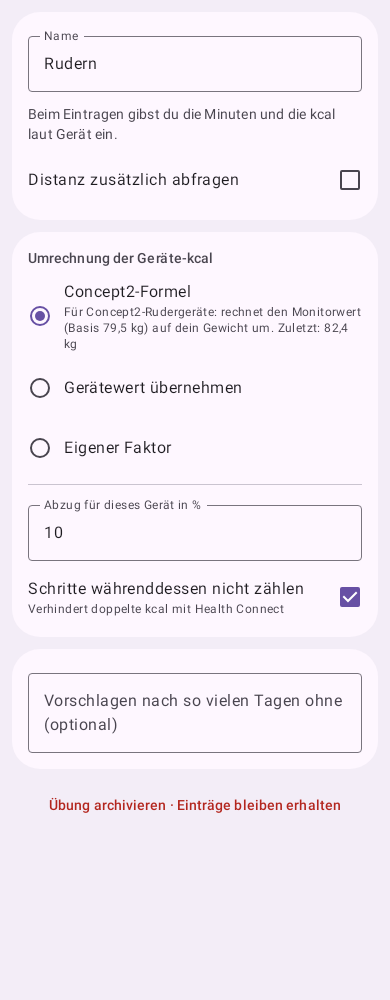 Name
Rudern
Beim Eintragen gibst du die Minuten und die kcal
laut Gerät ein.
Distanz zusätzlich abfragen
Umrechnung der Geräte-kcal
Concept2-Formel
Für Concept2-Rudergeräte: rechnet den Monitorwert
(Basis 79,5 kg) auf dein Gewicht um. Zuletzt: 82,4
kg
Gerätewert übernehmen
Eigener Faktor
Abzug für dieses Gerät in %
10
Schritte währenddessen nicht zählen
Verhindert doppelte kcal mit Health Connect
Vorschlagen nach so vielen Tagen ohne
(optional)
Übung archivieren · Einträge bleiben erhalten